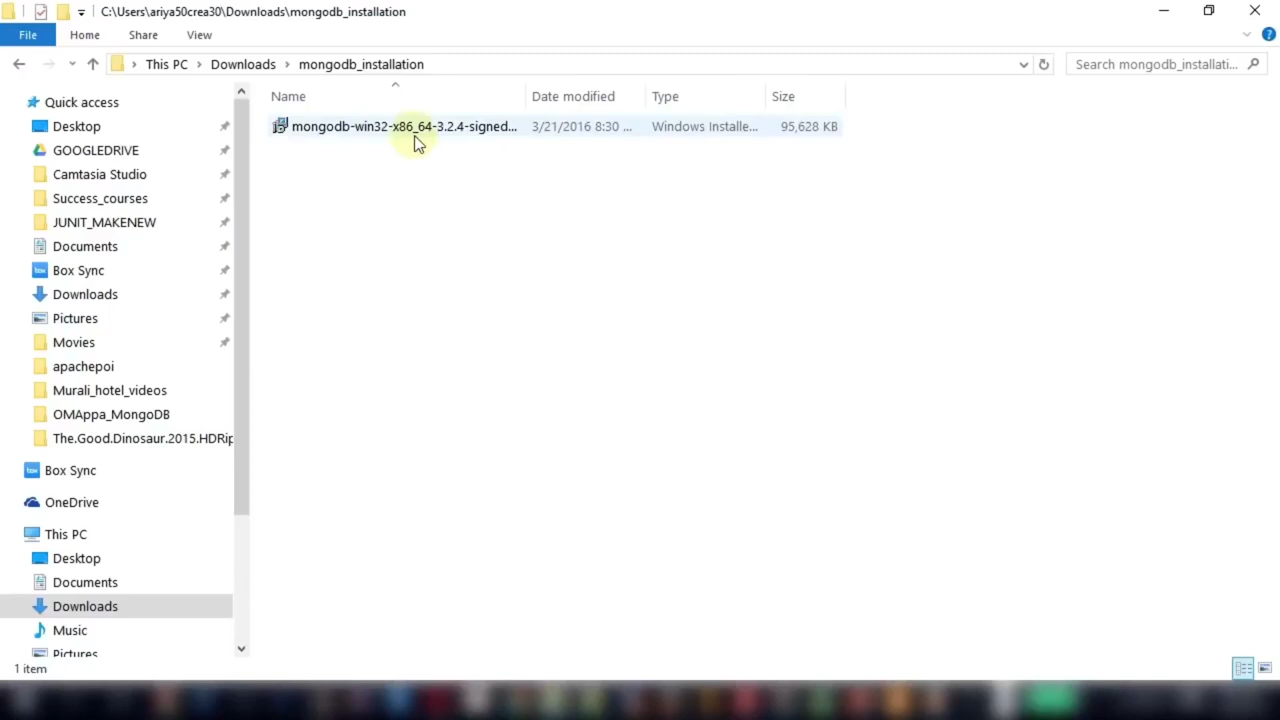 C:\Users\ariya50crea30\Downloads\mongodb_installation
File Home Share View
This PC Downloads mongodb_installation
Search mongodb_installati...
Name Date modified Type Size
mongodb-win32-x86_64-3.2.4-signed... 3/21/2016 8:30 ... Windows Installe... 95,628 KB
Quick access
Desktop
GOOGLEDRIVE
Camtasia Studio
Success_courses
JUNIT_MAKENEW
Documents
Box Sync
Downloads
Pictures
Movies
apachepoi
Murali_hotel_videos
OMAppa_MongoDB
The.Good.Dinosaur.2015.HDRip
Box Sync
OneDrive
This PC
Desktop
Documents
Downloads
Music
Pictures
1 item